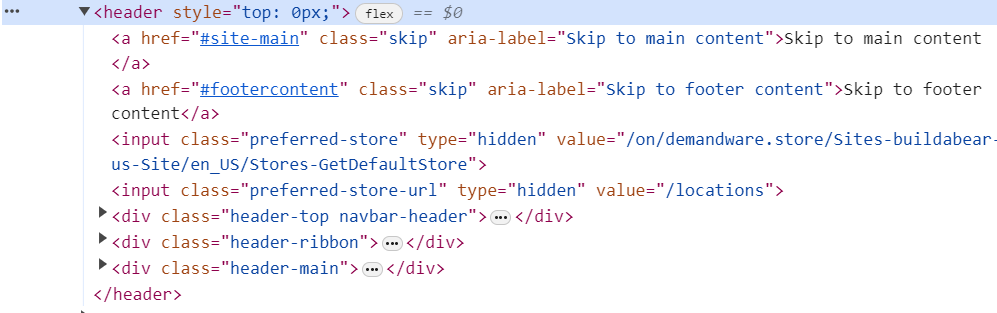 ••• ▼<header style="top: 0px;"> flex == $0
<a href="#site-main" class="skip" aria-label="Skip to main content">Skip to main content
</a>
<a href="#footercontent" class="skip" aria-label="Skip to footer content">Skip to footer
content</a>
<input class="preferred-store" type="hidden" value="/on/demandware.store/Sites-buildabear-
us-Site/en_US/Stores-GetDefaultStore">
<input class="preferred-store-url" type="hidden" value="/locations">
▶<div class="header-top navbar-header">•••</div>
▶<div class="header-ribbon">•••</div>
▶<div class="header-main">•••</div>
</header>